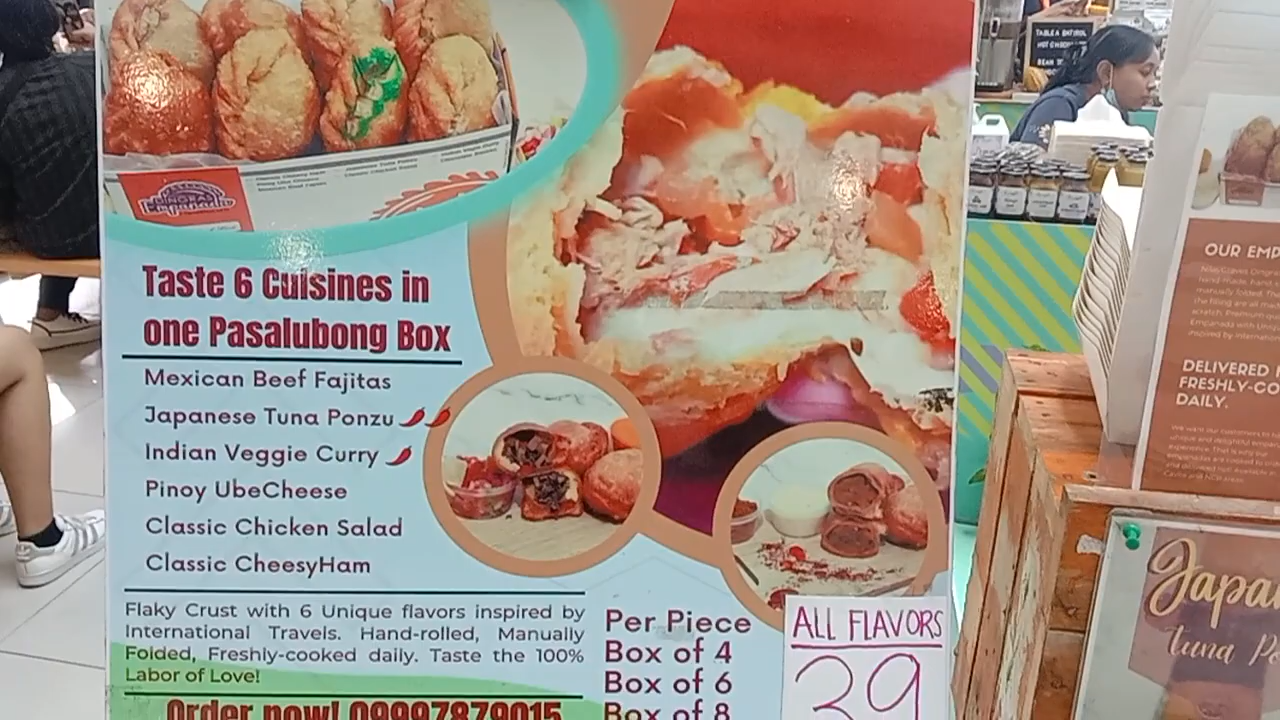 Taste 6 Cuisines in
one Pasalubong Box
Mexican Beef Fajitas
Japanese Tuna Ponzu
Indian Veggie Curry
Pinoy UbeCheese
Classic Chicken Salad
Classic CheesyHam
Flaky Crust with 6 Unique flavors inspired by
International Travels. Hand-rolled, Manually
Folded, Freshly-cooked daily. Taste the 100%
Labor of Love!
Order now! 09997879015
Per Piece
Box of 4
Box of 6
Box of 8
ALL FLAVORS
39
OUR EMP
DELIVERED
FRESHLY-CO
DAILY.
Japa
tuna Po